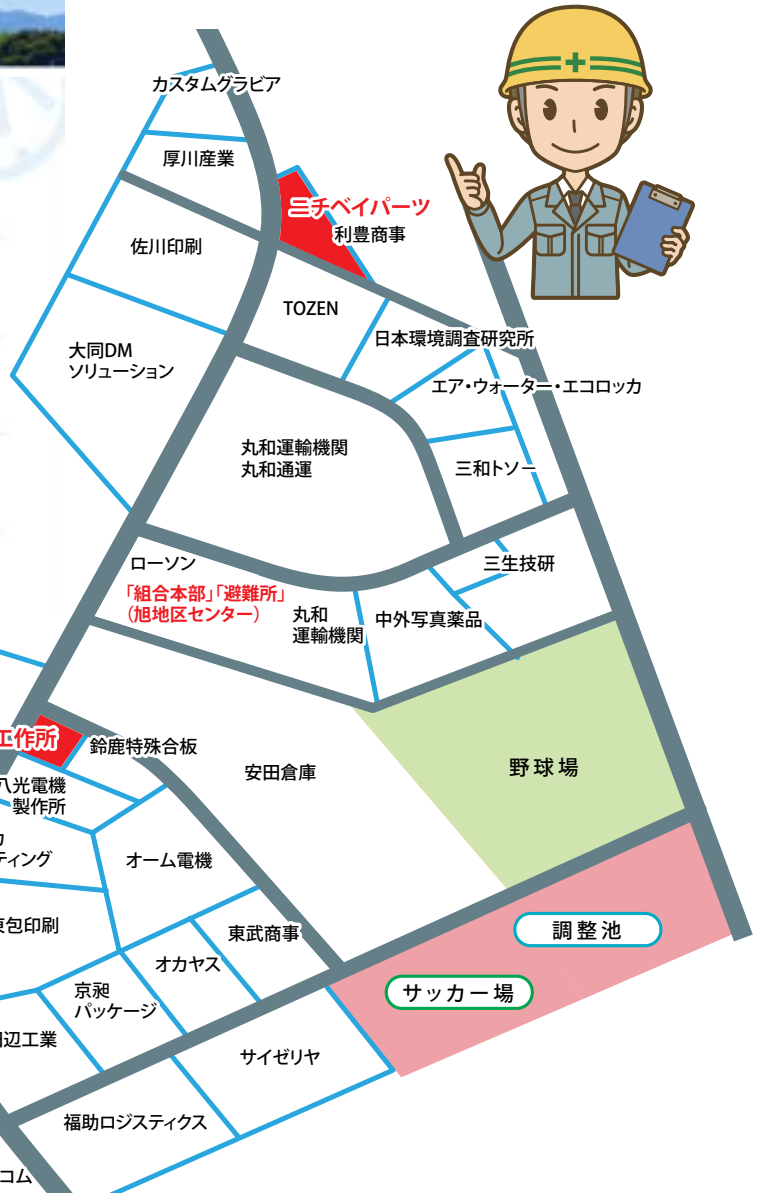 カスタムグラビア
厚川産業
ニチベイパーツ
利豊商事
佐川印刷
TOZEN
日本環境調査研究所
大同DM
ソリューション
エア・ウォーター・エコロッカ
丸和運輸機関
丸和通運
三和トソー
ローソン
三生技研
「組合本部」「避難所」
(旭地区センター)
丸和
運輸機関
中外写真薬品
工作所
鈴鹿特殊合板
安田倉庫
野球場
八光電機
製作所
オーム電機
ティング
包印刷
東武商事
調整池
オカヤス
サッカー場
京昶
パッケージ
辺工業
サイゼリヤ
福助ロジスティクス
コム